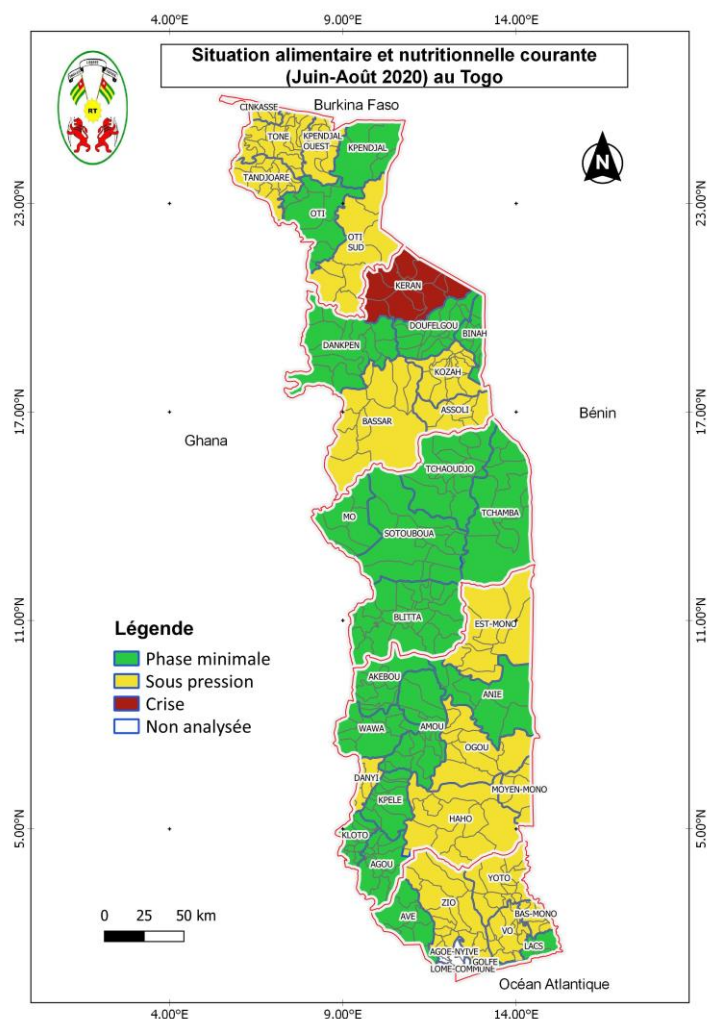 4.00°E 9.00°E 14.00°E
Situation alimentaire et nutritionnelle courante
(Juin-Août 2020) au Togo
RT
N
Burkina Faso
CINKASSE
TONE
KPENDJAL
OUEST
KPENDJAL
TANDJOARE
23.00°N
23.00°N
OTI
OTI
SUD
KERAN
DOUFELGOU
BINAH
DANKPEN
KOZAH
ASSOLI
BASSAR
17.00°N
17.00°N
Ghana
Bénin
TCHAOUDJO
TCHAMBA
MO
SOTOUBOUA
BLITTA
EST-MONO
11.00°N
11.00°N
Légende
Phase minimale
Sous pression
Crise
Non analysée
AKEBOU
ANIE
WAWA
AMOU
OGOU
DANYI
KPELE
MOYEN-MONO
HAHO
5.00°N
5.00°N
KLOTO
AGOU
YOTO
ZIO
AVE
BAS-MONO
VO
LACS
AGOE-NYIVE
GOLFE
LOME-COMMUNE
0 25 50 km
Océan Atlantique
4.00°E 9.00°E 14.00°E